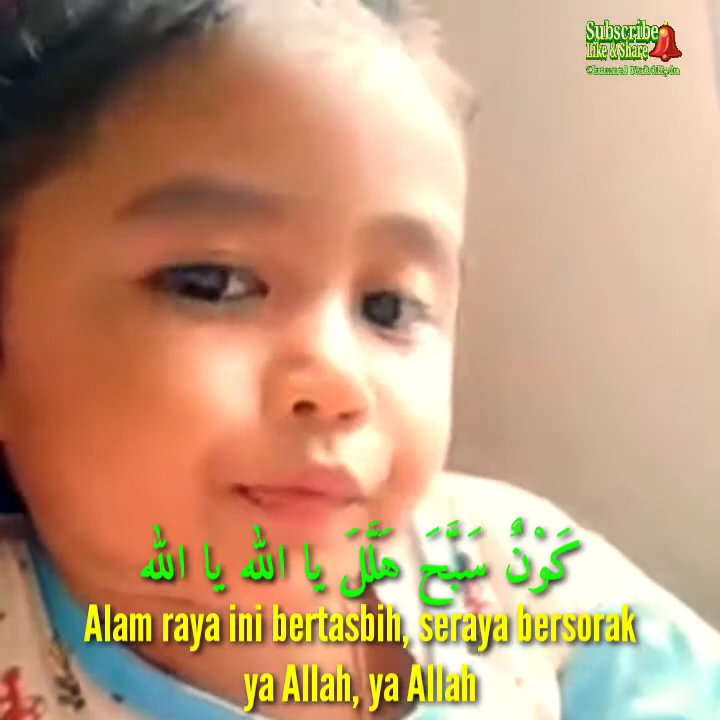 Subscribe
Like & Share
كَوْنٌ سَبَّحَ هَلَّلَ يا الله يا الله
Alam raya ini bertasbih, seraya bersorak
ya Allah, ya Allah